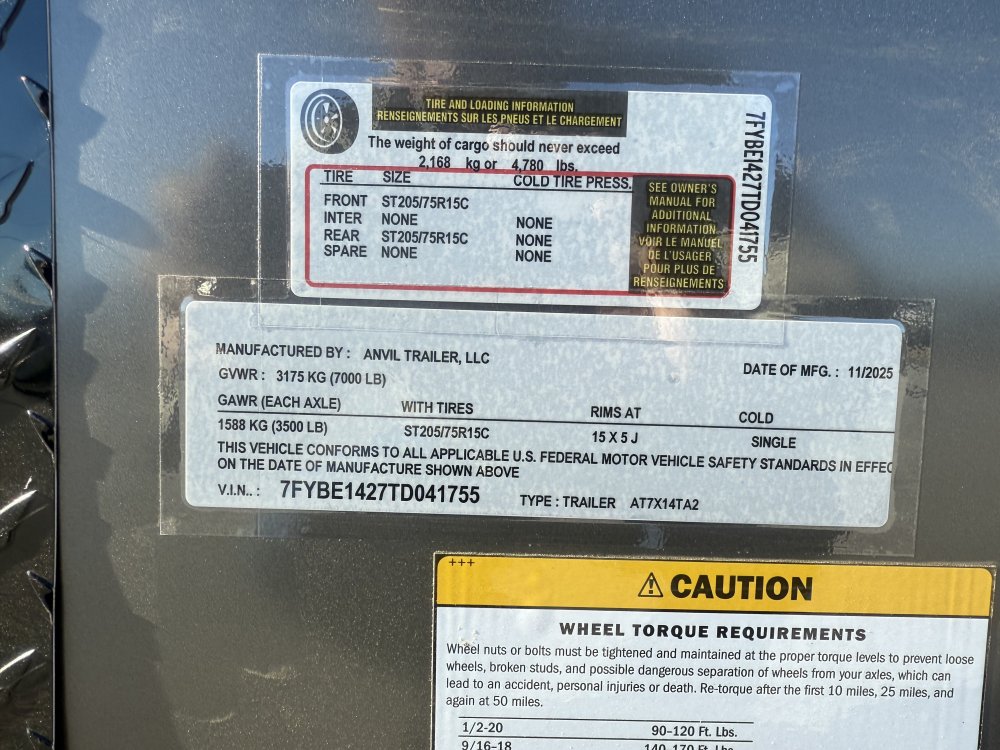 TIRE AND LOADING INFORMATION
RENSEIGNEMENTS SUR LES PNEUS ET LE CHARGEMENT
The weight of cargo should never exceed
2,168 kg or 4,780 lbs.
TIRE SIZE COLD TIRE PRESS.
FRONT ST205/75R15C
INTER NONE NONE
REAR ST205/75R15C NONE
SPARE NONE NONE
SEE OWNER'S
MANUAL FOR
ADDITIONAL
INFORMATION
VOIR LE MANUEL
DE L'USAGER
POUR PLUS DE
RENSEIGNEMENTS
7FYBE1427TD041755
MANUFACTURED BY : ANVIL TRAILER, LLC
DATE OF MFG. : 11/2025
GVWR : 3175 KG (7000 LB)
GAWR (EACH AXLE) WITH TIRES RIMS AT COLD
1588 KG (3500 LB) ST205/75R15C 15 X 5 J SINGLE
THIS VEHICLE CONFORMS TO ALL APPLICABLE U.S. FEDERAL MOTOR VEHICLE SAFETY STANDARDS IN EFFEC
ON THE DATE OF MANUFACTURE SHOWN ABOVE
V.I.N.. : 7FYBE1427TD041755 TYPE : TRAILER AT7X14TA2
+++
CAUTION
WHEEL TORQUE REQUIREMENTS
Wheel nuts or bolts must be tightened and maintained at the proper torque levels to prevent loose
wheels, broken studs, and possible dangerous separation of wheels from your axles, which can
lead to an accident, personal injuries or death. Re-torque after the first 10 miles, 25 miles, and
again at 50 miles.
1/2-20 90-120 Ft. Lbs.
9/16-18 140-170 Ft. Lbs.